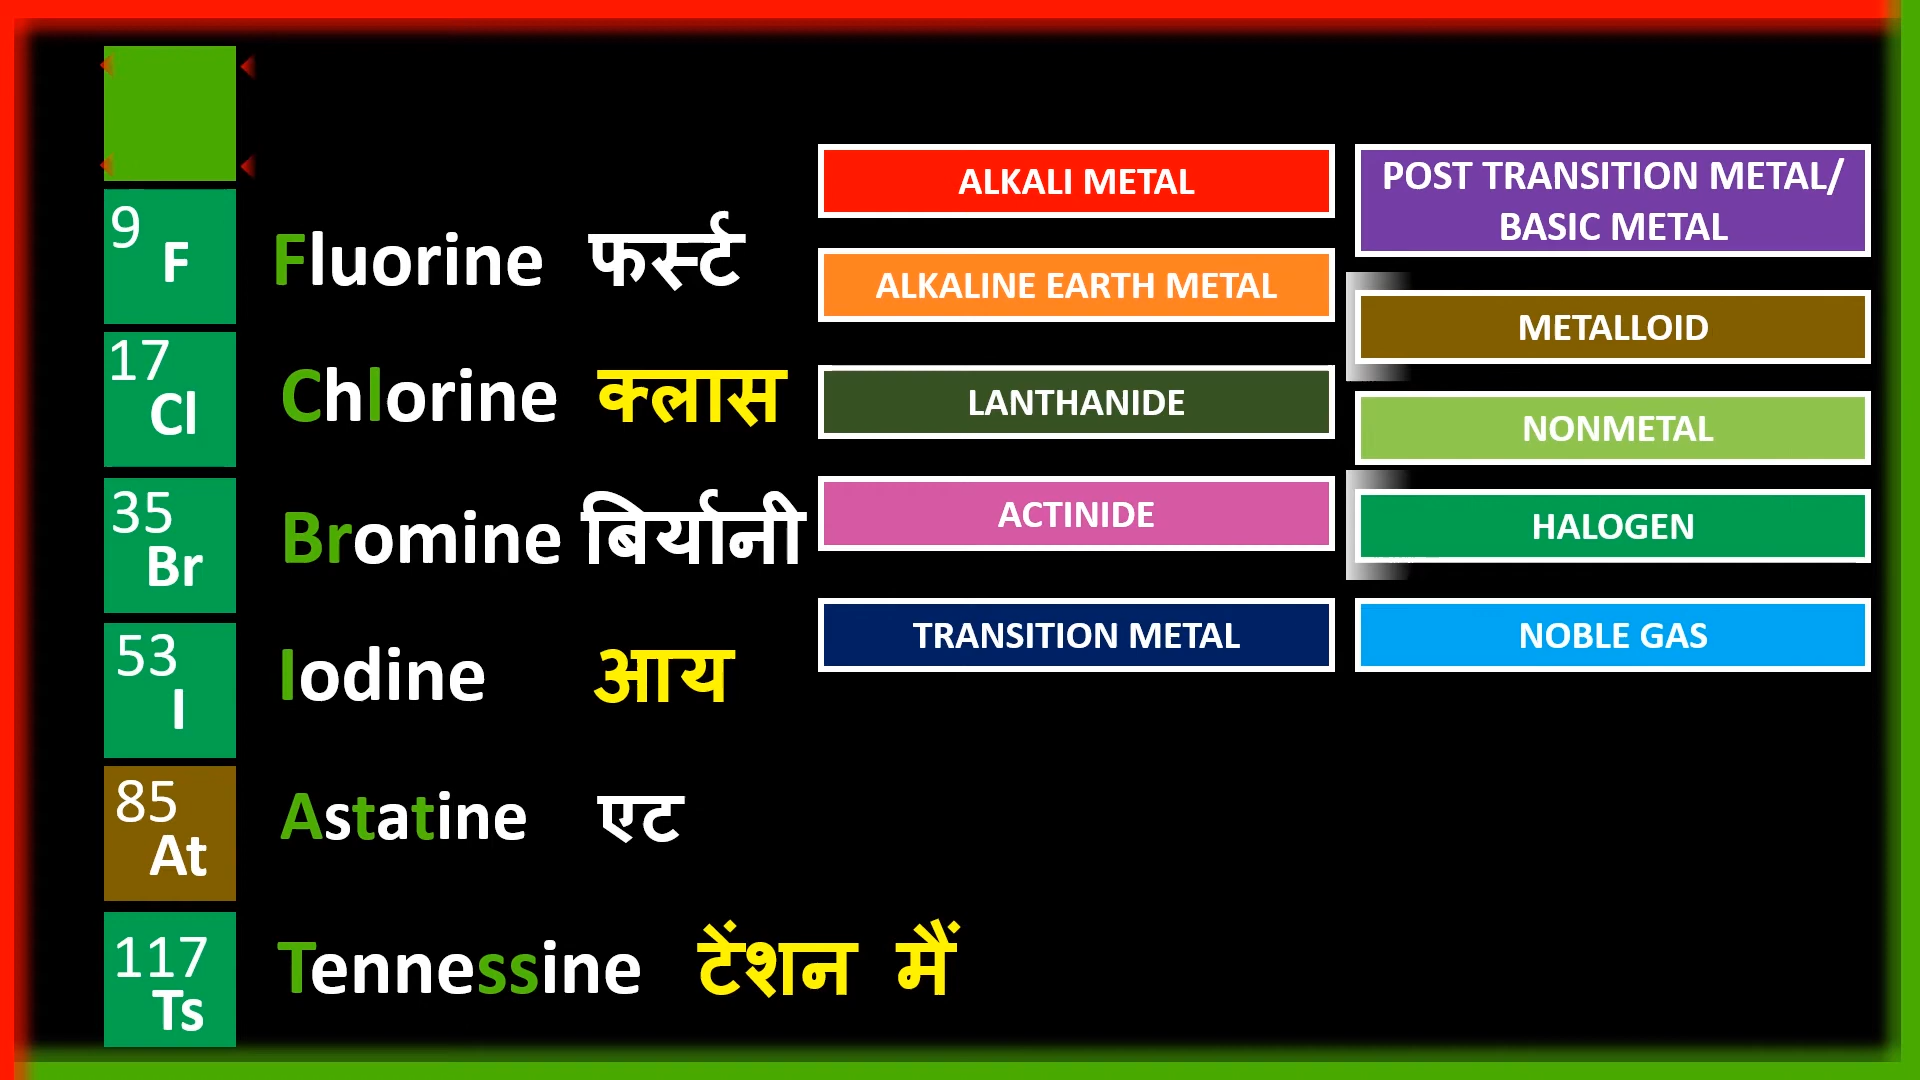 9
F
Fluorine फर्स्ट
17
Cl
Chlorine क्लास
35
Br
Bromine बिर्यानी
53
I
Iodine आय
85
At
Astatine एट
117
Ts
Tennessine टेंशन मैं
ALKALI METAL
ALKALINE EARTH METAL
LANTHANIDE
ACTINIDE
TRANSITION METAL
POST TRANSITION METAL/
BASIC METAL
METALLOID
NONMETAL
HALOGEN
NOBLE GAS